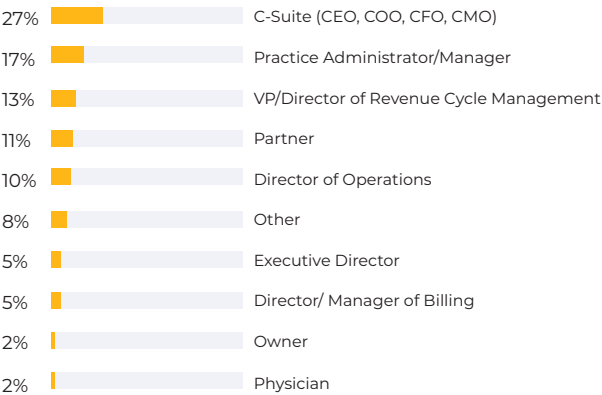 27% C-Suite (CEO, COO, CFO, CMO)
17% Practice Administrator/Manager
13% VP/Director of Revenue Cycle Management
11% Partner
10% Director of Operations
8% Other
5% Executive Director
5% Director/ Manager of Billing
2% Owner
2% Physician